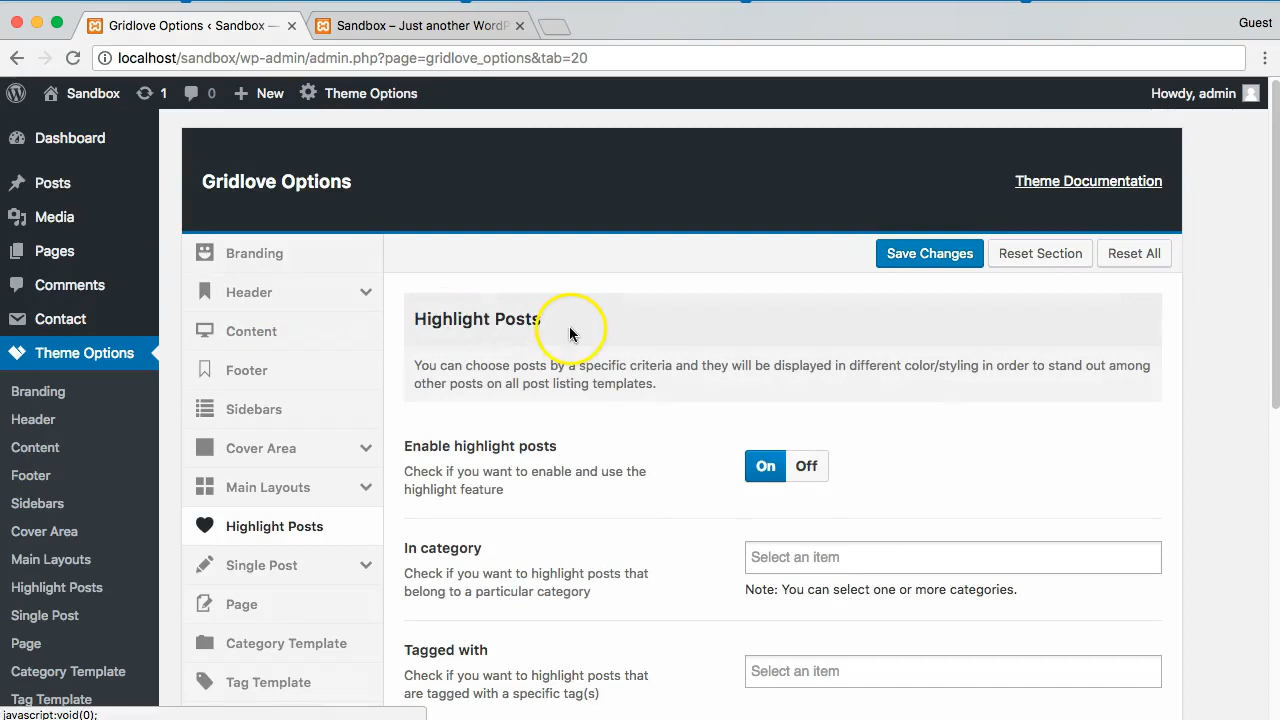 Gridlove Options ‹ Sandbox —
Sandbox – Just another WordP
Guest
localhost/sandbox/wp-admin/admin.php?page=gridlove_options&tab=20
Sandbox
1
0
New
Theme Options
Howdy, admin
Dashboard
Posts
Media
Pages
Comments
Contact
Theme Options
Branding
Header
Content
Footer
Sidebars
Cover Area
Main Layouts
Highlight Posts
Single Post
Page
Category Template
Tag Template
javascript:void(0);
Gridlove Options
Theme Documentation
Branding
Header
Content
Footer
Sidebars
Cover Area
Main Layouts
Highlight Posts
Single Post
Page
Category Template
Tag Template
Save Changes
Reset Section
Reset All
Highlight Posts
You can choose posts by a specific criteria and they will be displayed in different color/styling in order to stand out among
other posts on all post listing templates.
Enable highlight posts
Check if you want to enable and use the
highlight feature
On
Off
In category
Check if you want to highlight posts that
belong to a particular category
Select an item
Note: You can select one or more categories.
Tagged with
Check if you want to highlight posts that
are tagged with a specific tag(s)
Select an item